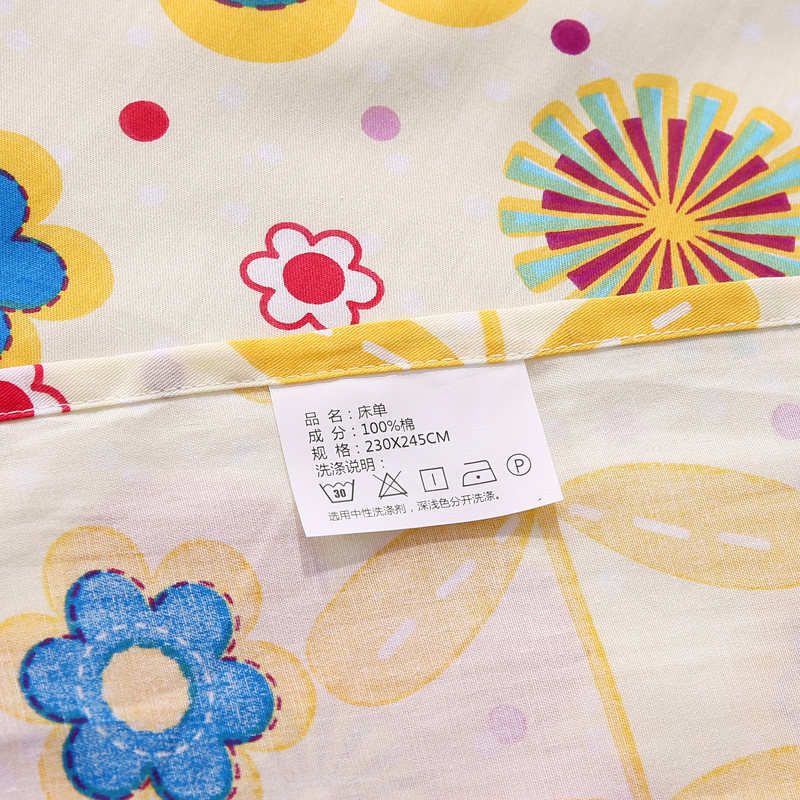 品 名：床单
成 分：100%棉
规 格：230X245CM
洗涤说明：
30 P
选用中性洗涤剂，深浅色分开洗涤。